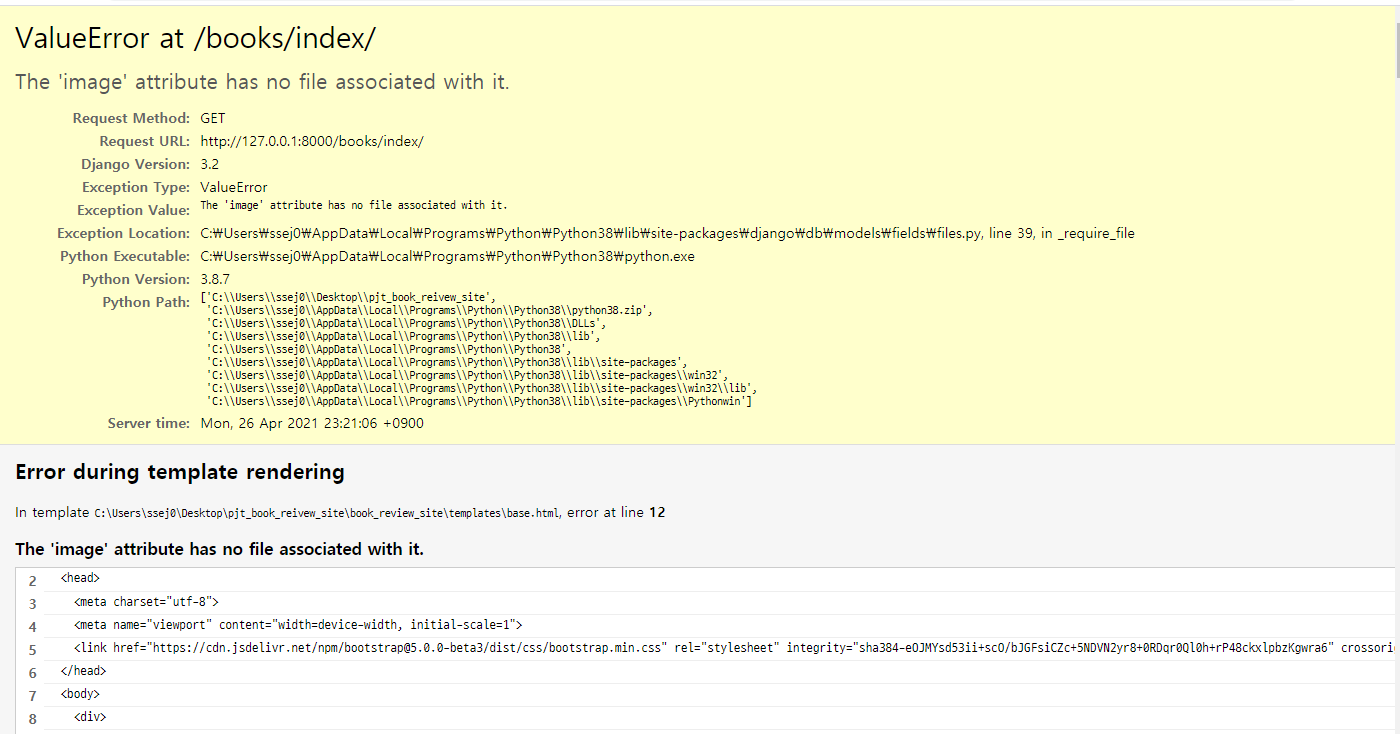 ValueError at /books/index/
The 'image' attribute has no file associated with it.
Request Method: GET
Request URL: http://127.0.0.1:8000/books/index/
Django Version: 3.2
Exception Type: ValueError
Exception Value: The 'image' attribute has no file associated with it.
Exception Location: C:₩Users₩ssej0₩AppData₩Local₩Programs₩Python₩Python38₩lib₩site-packages₩django₩db₩models₩fields₩files.py, line 39, in _require_file
Python Executable: C:₩Users₩ssej0₩AppData₩Local₩Programs₩Python₩Python38₩python.exe
Python Version: 3.8.7
Python Path: ['C:\\Users\\ssej0\\Desktop\\pjt_book_reivew_site',
'C:\\Users\\ssej0\\AppData\\Local\\Programs\\Python\\Python38\\python38.zip',
'C:\\Users\\ssej0\\AppData\\Local\\Programs\\Python\\Python38\\DLLs',
'C:\\Users\\ssej0\\AppData\\Local\\Programs\\Python\\Python38\\lib',
'C:\\Users\\ssej0\\AppData\\Local\\Programs\\Python\\Python38',
'C:\\Users\\ssej0\\AppData\\Local\\Programs\\Python\\Python38\\lib\\site-packages',
'C:\\Users\\ssej0\\AppData\\Local\\Programs\\Python\\Python38\\lib\\site-packages\\win32',
'C:\\Users\\ssej0\\AppData\\Local\\Programs\\Python\\Python38\\lib\\site-packages\\win32\\lib',
'C:\\Users\\ssej0\\AppData\\Local\\Programs\\Python\\Python38\\lib\\site-packages\\Pythonwin']
Server time: Mon, 26 Apr 2021 23:21:06 +0900
Error during template rendering
In template C:\Users\ssej0\Desktop\pjt_book_reivew_site\book_review_site\templates\base.html, error at line 12
The 'image' attribute has no file associated with it.
2 <head>
3 <meta charset="utf-8">
4 <meta name="viewport" content="width=device-width, initial-scale=1">
5 <link href="https://cdn.jsdelivr.net/npm/bootstrap@5.0.0-beta3/dist/css/bootstrap.min.css" rel="stylesheet" integrity="sha384-eOJMYsd53ii+scO/bJGFsiCZc+5NDVN2yr8+0RDqr0Ql0h+rP48ckxlpbzKgwra6" crossori
6 </head>
7 <body>
8 <div>